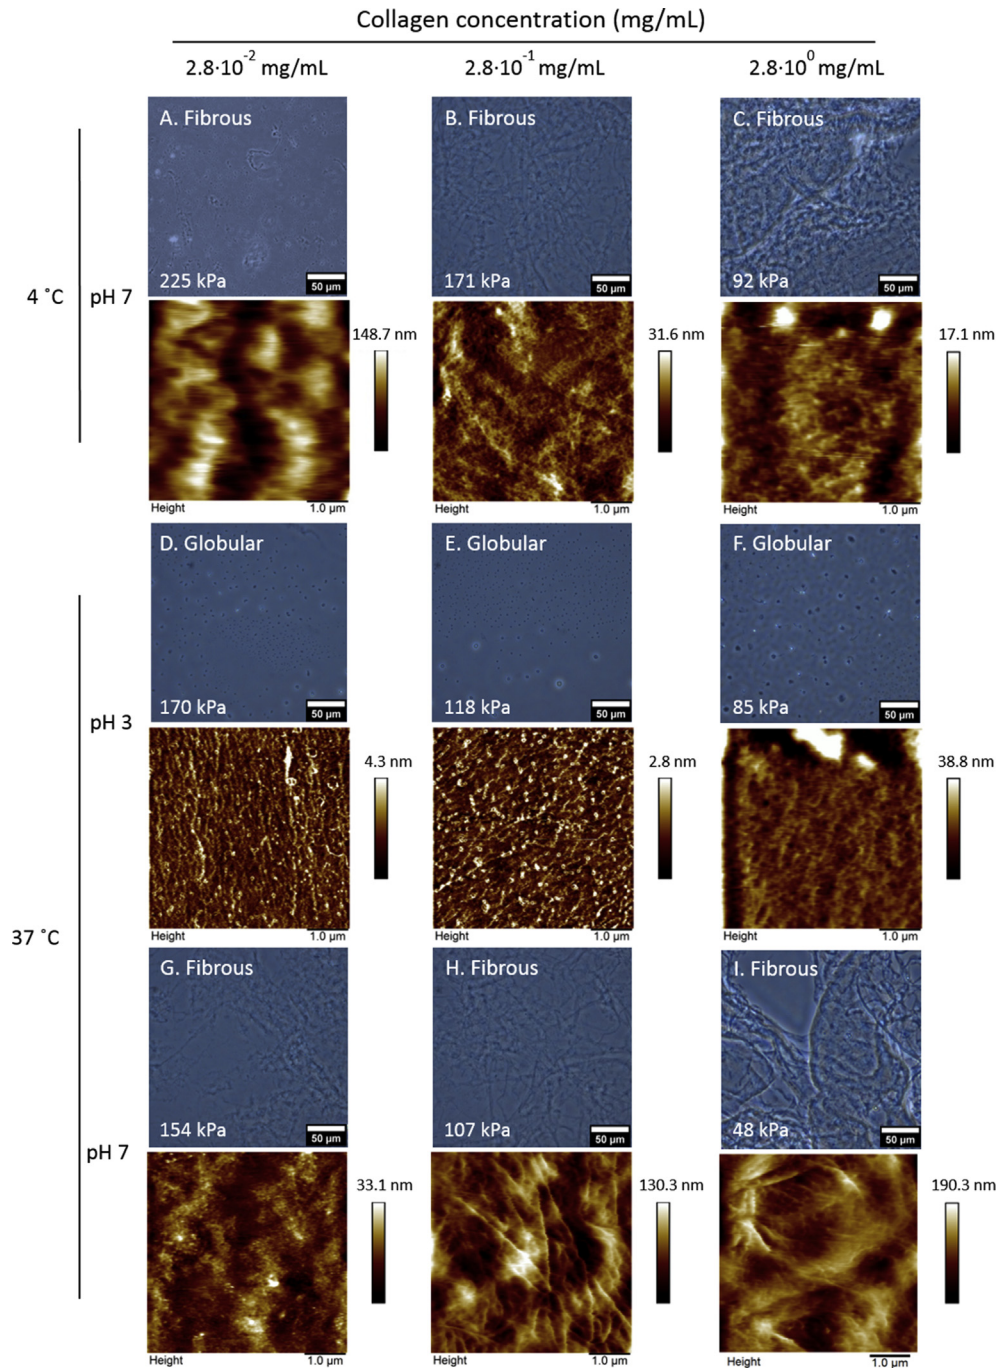 Collagen concentration (mg/mL)
2.8·10⁻² mg/mL
2.8·10⁻¹ mg/mL
2.8·10⁰ mg/mL
4 ˚C
pH 7
A. Fibrous
225 kPa
50 µm
B. Fibrous
171 kPa
50 µm
C. Fibrous
92 kPa
50 µm
148.7 nm
Height
1.0 µm
31.6 nm
Height
1.0 µm
17.1 nm
Height
1.0 µm
37 ˚C
pH 3
D. Globular
170 kPa
50 µm
E. Globular
118 kPa
50 µm
F. Globular
85 kPa
50 µm
4.3 nm
Height
1.0 µm
2.8 nm
Height
1.0 µm
38.8 nm
Height
1.0 µm
pH 7
G. Fibrous
154 kPa
50 µm
H. Fibrous
107 kPa
50 µm
I. Fibrous
48 kPa
50 µm
33.1 nm
Height
1.0 µm
130.3 nm
Height
1.0 µm
190.3 nm
Height
1.0 µm